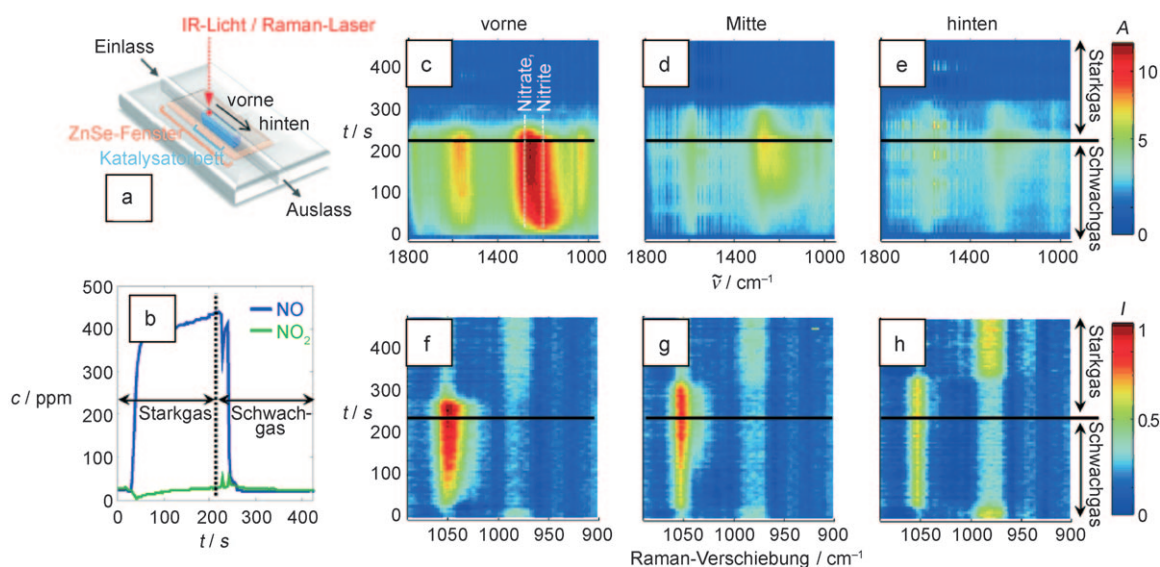 IR-Licht / Raman-Laser
Einlass
vorne
hinten
ZnSe-Fenster
Katalysatorbett
a
Auslass
vorne
Mitte
hinten
A
c
d
e
Nitrate,
Nitrite
400
300
t / s
200
100
0
1800 1400 1200 1000
1800 1400 1200 1000
1800 1400 1200 1000
ṽ / cm⁻¹
Starkgas
Schwachgas
10
5
0
b
NO
NO₂
500
400
300
c / ppm
200
100
0
Starkgas
Schwach-
gas
0 100 200 300 400
t / s
f
g
h
I
400
300
t / s
200
100
0
1050 1000 950 900
1050 1000 950 900
1050 1000 950 900
Raman-Verschiebung / cm⁻¹
Starkgas
Schwachgas
1
0.5
0